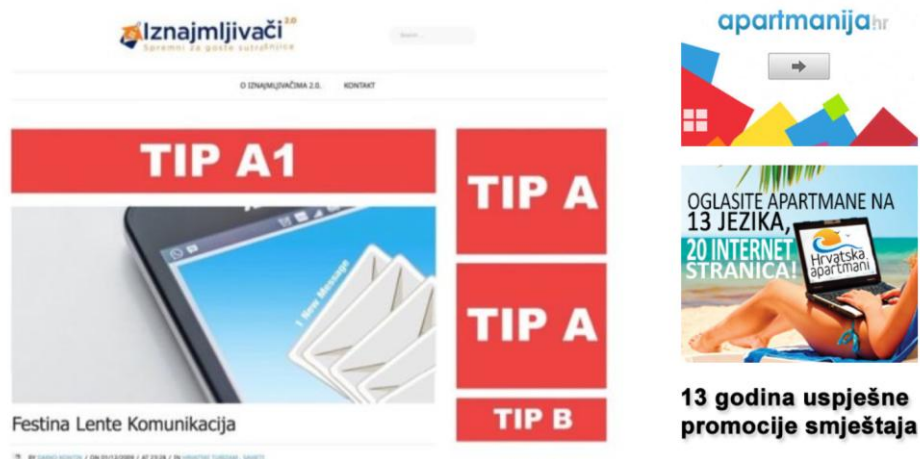 Iznajmljivači 2.0
Spremni za goste sutrašnjice
Search ...
O IZNAJMLJIVAČIMA 2.0.
KONTAKT
TIP A1
TIP A
TIP A
TIP B
1 New Message
Festina Lente Komunikacija
apartmanija.hr
OGLASITE APARTMANE NA
13 JEZIKA,
20 INTERNET
STRANICA!
Hrvatska
apartmani
13 godina uspješne
promocije smještaja